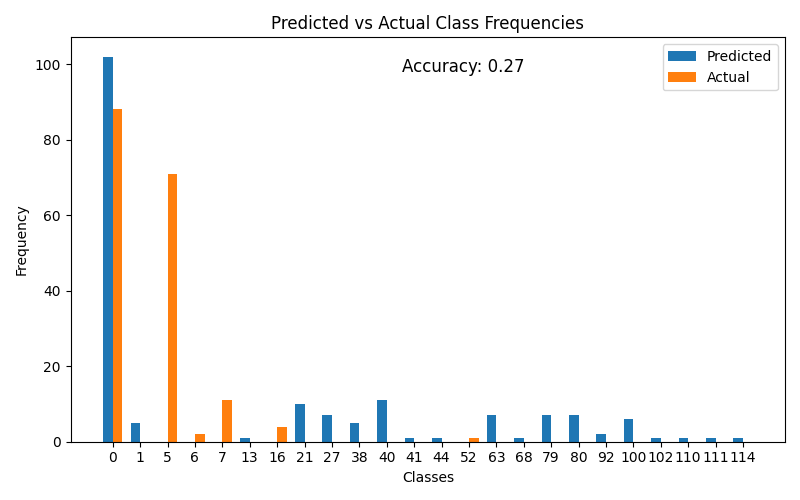 Predicted vs Actual Class Frequencies
Accuracy: 0.27
Predicted
Actual
Frequency
100
80
60
40
20
0
0 1 5 6 7 13 16 21 27 38 40 41 44 52 63 68 79 80 92 100 102 110 111 114
Classes